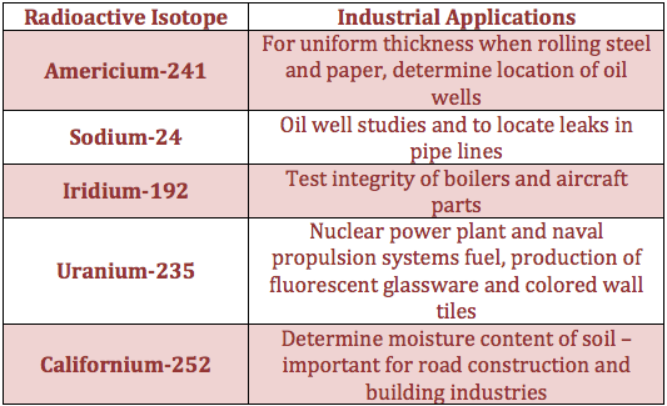 Radioactive Isotope
Industrial Applications
Americium-241
For uniform thickness when rolling steel
and paper, determine location of oil
wells
Sodium-24
Oil well studies and to locate leaks in
pipe lines
Iridium-192
Test integrity of boilers and aircraft
parts
Uranium-235
Nuclear power plant and naval
propulsion systems fuel, production of
fluorescent glassware and colored wall
tiles
Californium-252
Determine moisture content of soil –
important for road construction and
building industries